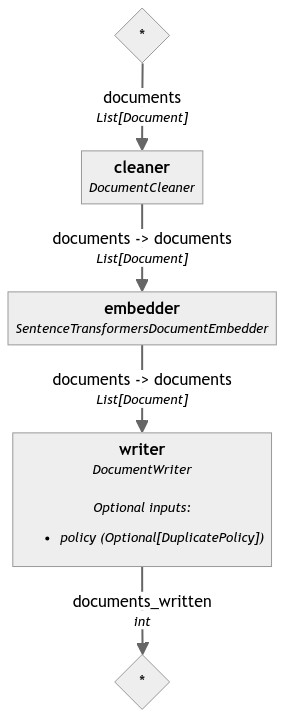 *
documents
List[Document]
cleaner
DocumentCleaner
documents -> documents
List[Document]
embedder
SentenceTransformersDocumentEmbedder
documents -> documents
List[Document]
writer
DocumentWriter
Optional inputs:
• policy (Optional[DuplicatePolicy])
documents_written
int
*